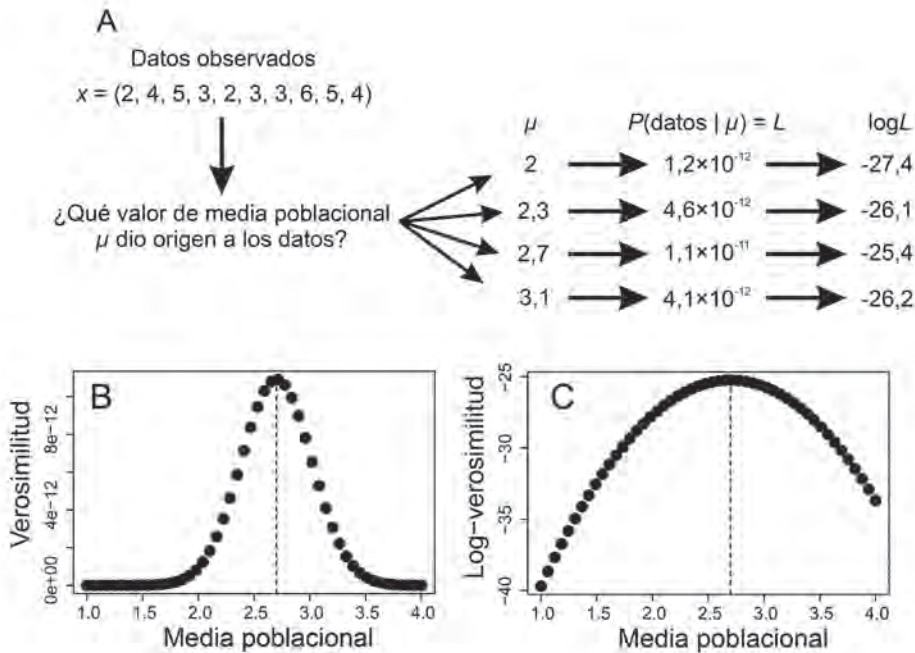 A
Datos observados
x = (2, 4, 5, 3, 2, 3, 3, 6, 5, 4)
¿Qué valor de media poblacional
μ dio origen a los datos?
μ P(datos | μ) = L logL
2 1,2×10⁻¹² -27,4
2,3 4,6×10⁻¹² -26,1
2,7 1,1×10⁻¹¹ -25,4
3,1 4,1×10⁻¹² -26,2
B
Verosimilitud
8e-12
4e-12
0e+00
1.0 1.5 2.0 2.5 3.0 3.5 4.0
Media poblacional
C
Log−verosimilitud
-25
-30
-35
-40
1.0 1.5 2.0 2.5 3.0 3.5 4.0
Media poblacional